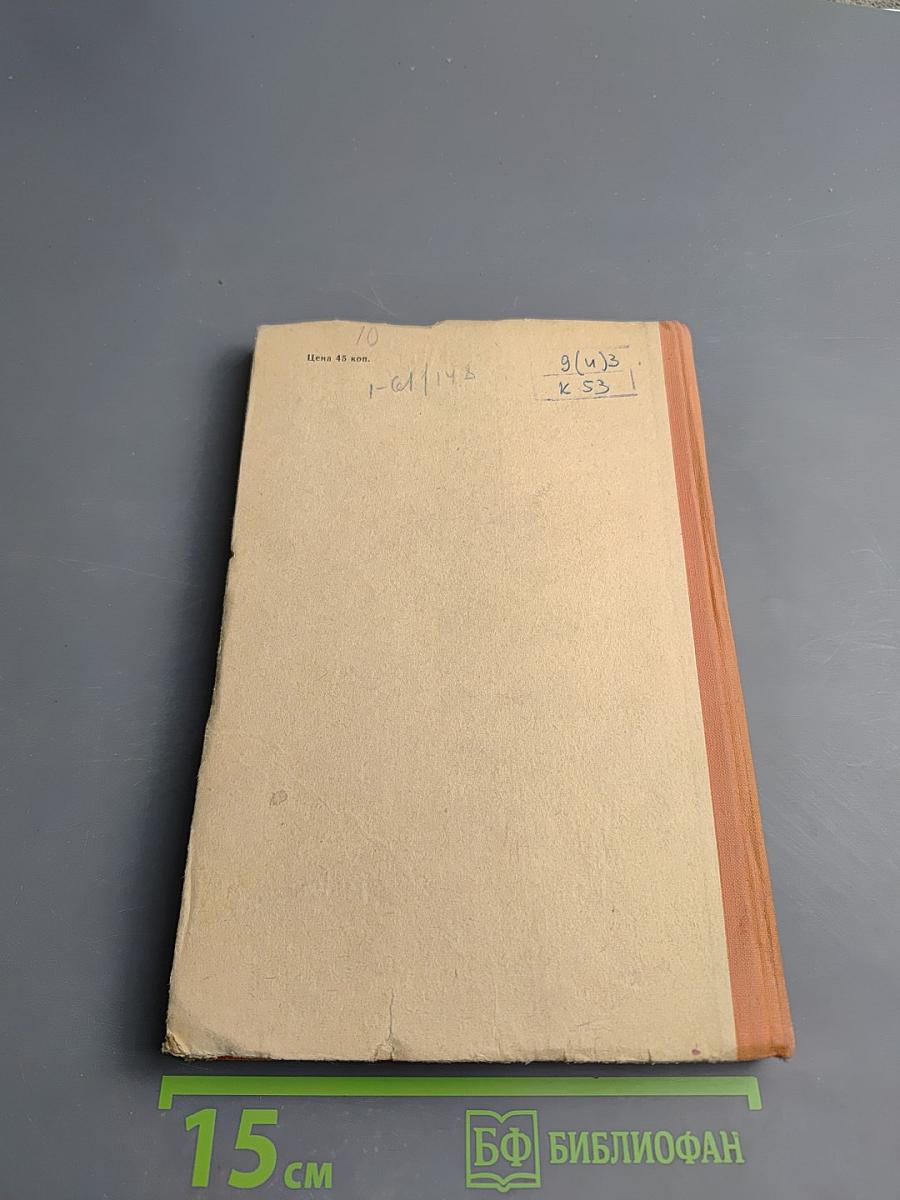 10
Цена 45 коп.
1-61/148
9(и)3
к 53
15 см
БФ БИБЛИОФАН